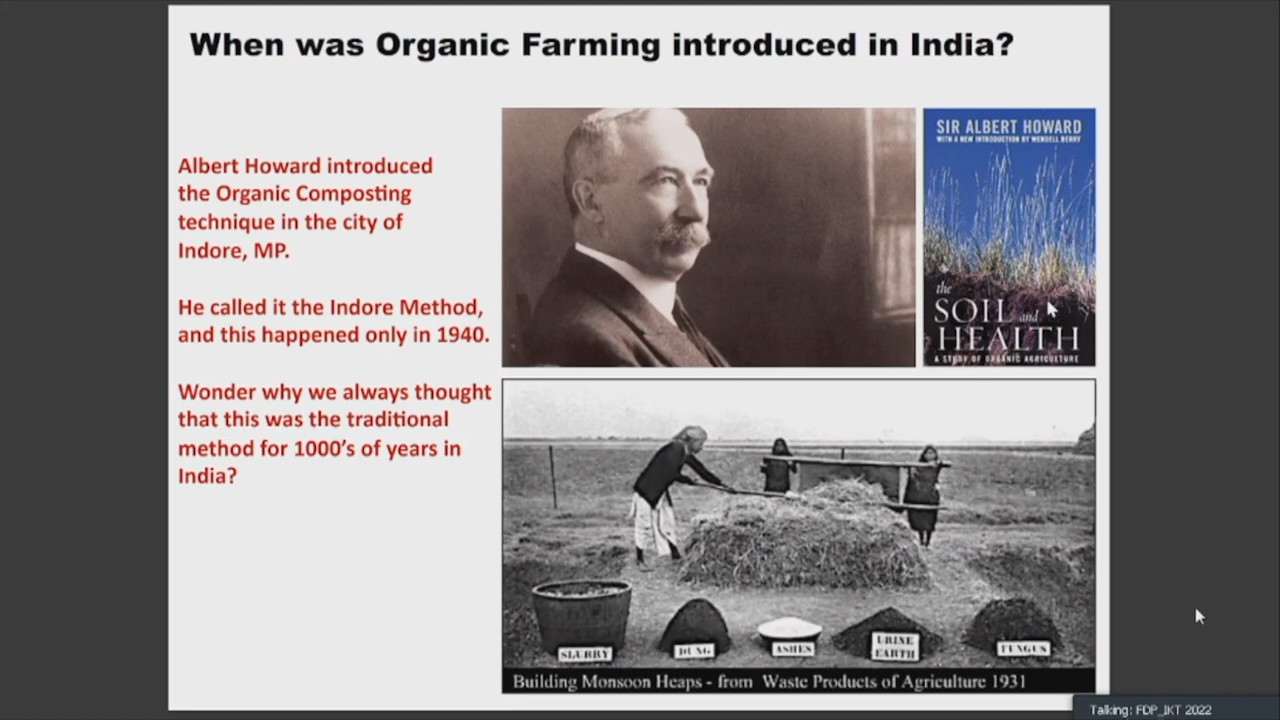 When was Organic Farming introduced in India?
Albert Howard introduced
the Organic Composting
technique in the city of
Indore, MP.
He called it the Indore Method,
and this happened only in 1940.
Wonder why we always thought
that this was the traditional
method for 1000's of years in
India?
SIR ALBERT HOWARD
WITH A NEW INTRODUCTION BY WENDELL BERRY
the
SOIL and
HEALTH
A STUDY OF ORGANIC AGRICULTURE
SLURRY
DUNG
ASHES
URINE
EARTH
FUNGUS
Building Monsoon Heaps - from Waste Products of Agriculture 1931
Talking: FDP_IKT 2022